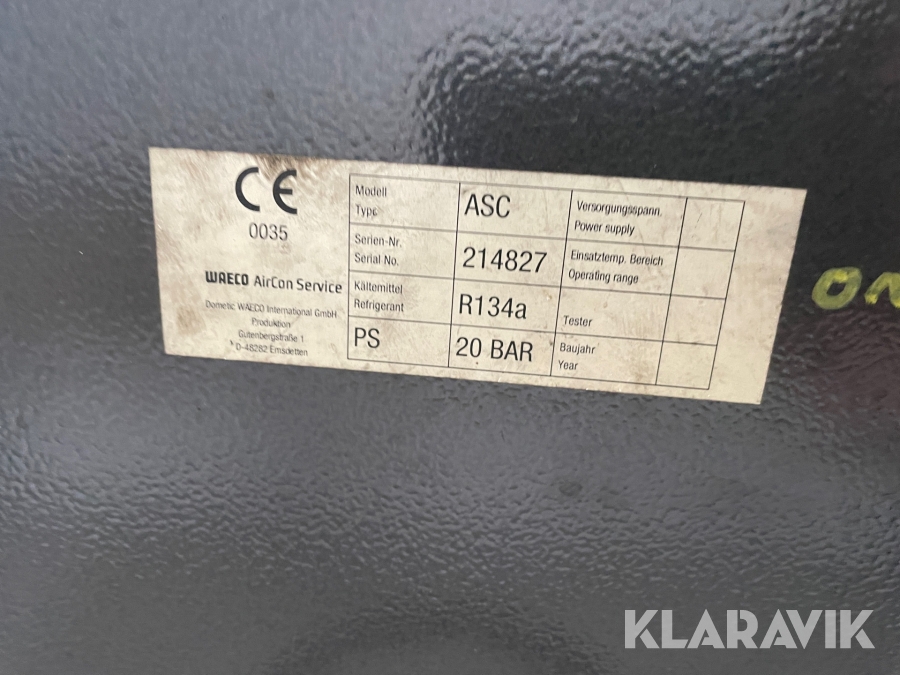 CE
0035
WAECO AirCon Service
Dometic WAECO International GmbH
Produktion
Gutenbergstraße 1
D-48282 Emsdetten
Modell
Type
ASC
Serien-Nr.
Serial No.
214827
Kältemittel
Refrigerant
R134a
PS
20 BAR
Versorgungsspann.
Power supply
Einsatztemp. Bereich
Operating range
Tester
Baujahr
Year
KLARAVIK